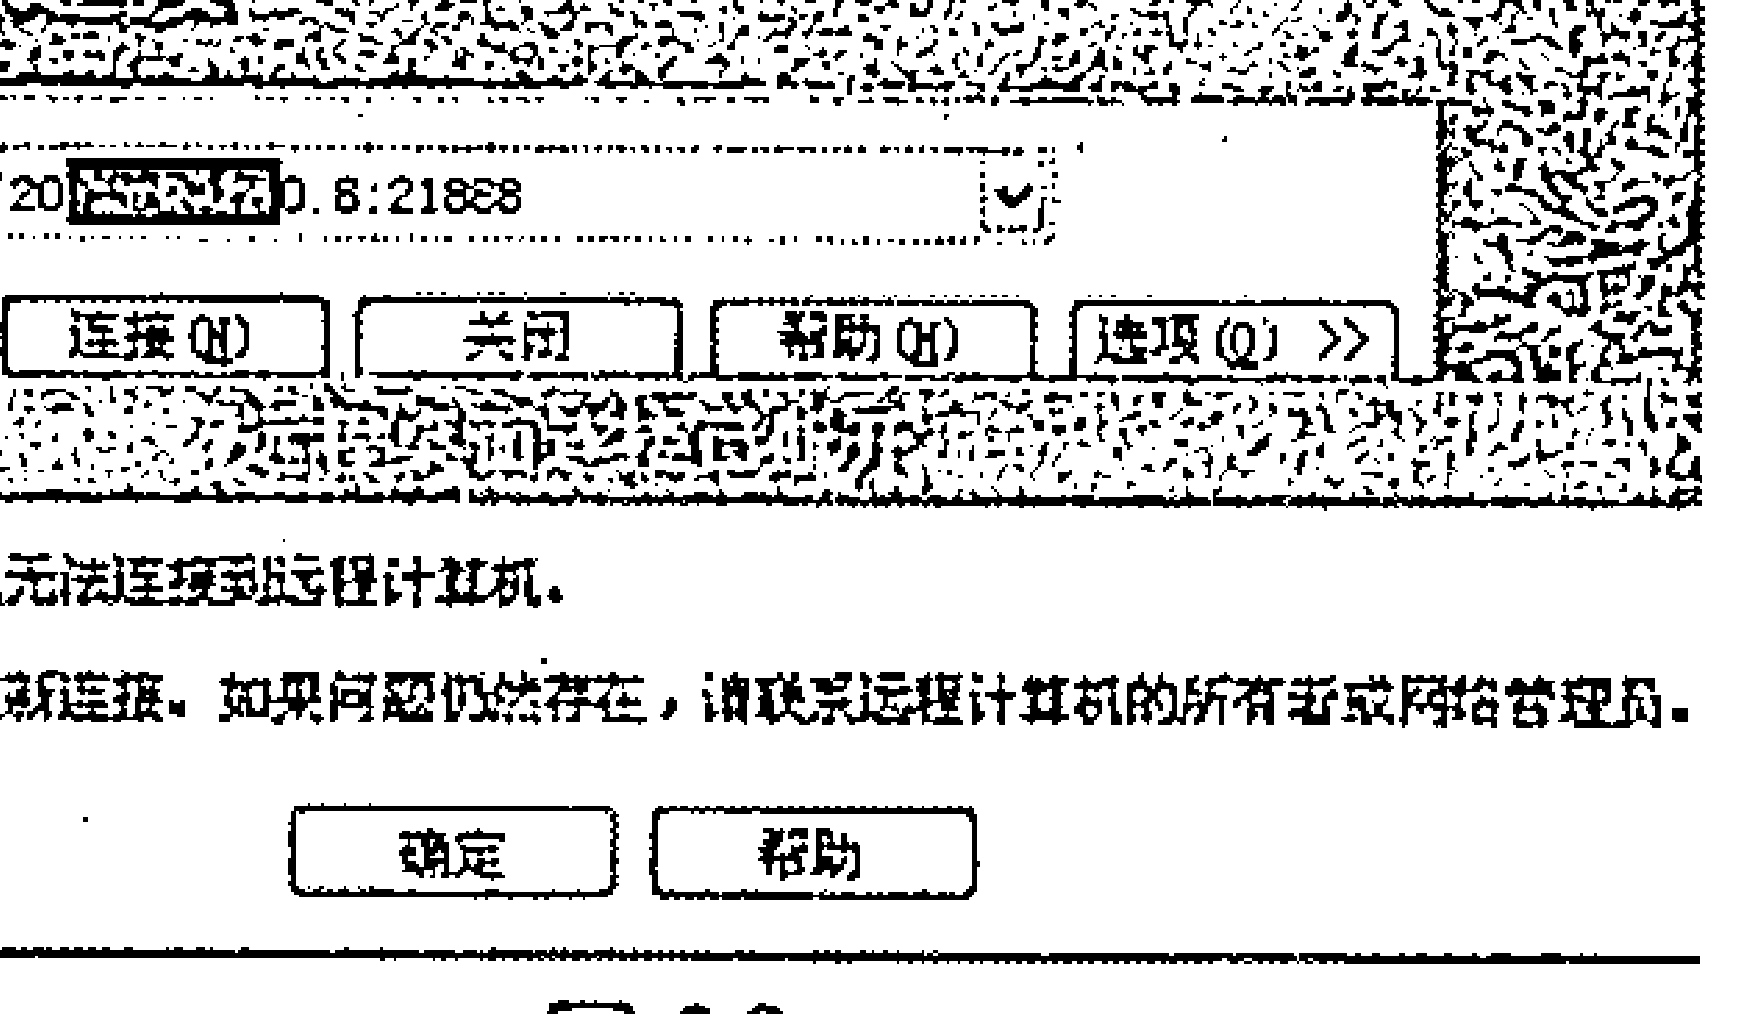 20 0.6:21888
连接(N) 关闭 帮助(H) 选项(O) >>
无法连接到远程计算机。
新连接。如果问题仍然存在，请联系远程计算机的所有者或网络管理员。
确定 帮助